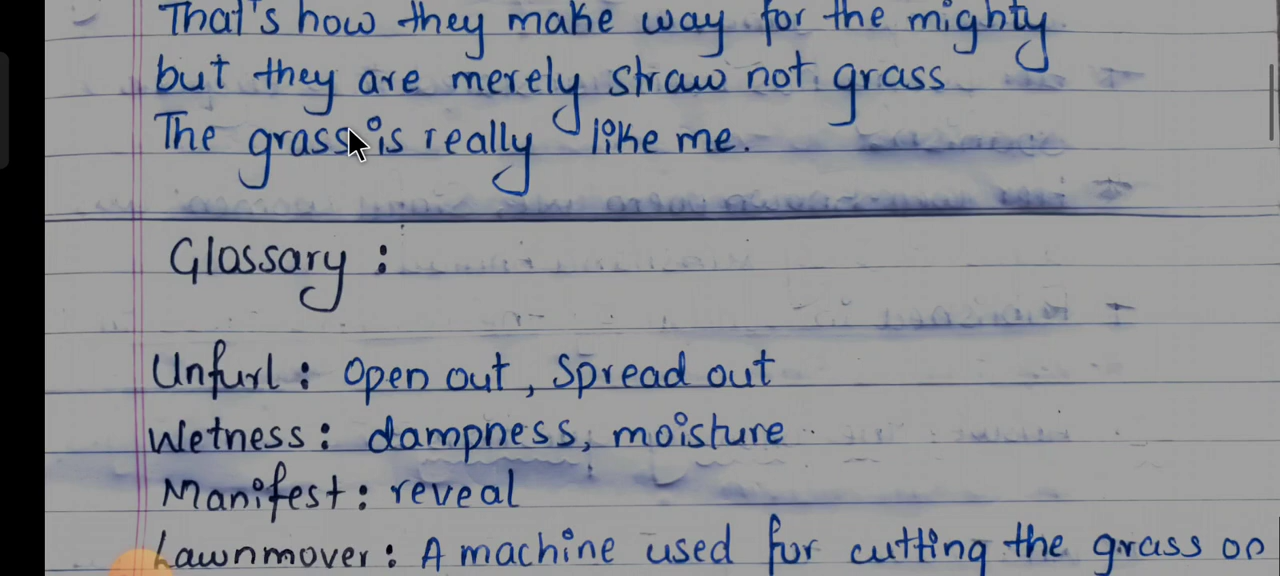 That's how they make way for the mighty
but they are merely straw not grass
The grass is really like me.
Glossary :
Unfurl : open out, spread out
Wetness : dampness, moisture
Manifest : reveal
Lawnmover : A machine used for cutting the grass on